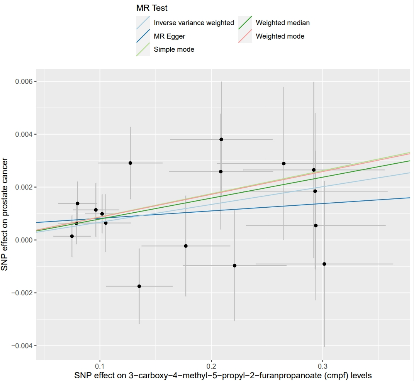 MR Test
Inverse variance weighted
Weighted median
MR Egger
Weighted mode
Simple mode
0.006
0.004
0.002
0.000
−0.002
−0.004
SNP effect on prostate cancer
0.1
0.2
0.3
SNP effect on 3−carboxy−4−methyl−5−propyl−2−furanpropanoate (cmpf) levels